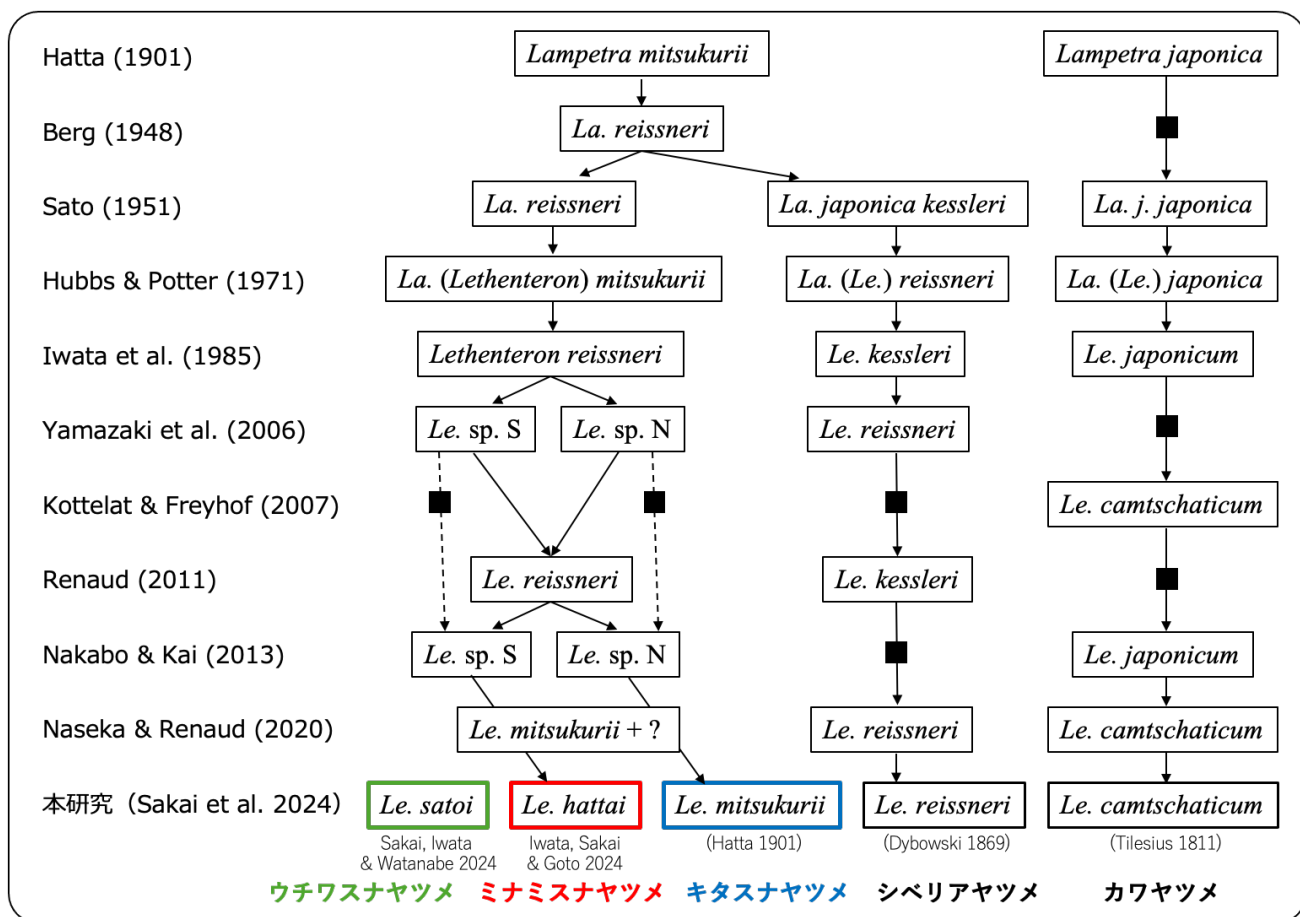 Hatta (1901) Lampetra mitsukurii Lampetra japonica
Berg (1948) La. reissneri
Sato (1951) La. reissneri La. japonica kessleri La. j. japonica
Hubbs & Potter (1971) La. (Lethenteron) mitsukurii La. (Le.) reissneri La. (Le.) japonica
Iwata et al. (1985) Lethenteron reissneri Le. kessleri Le. japonicum
Yamazaki et al. (2006) Le. sp. S Le. sp. N Le. reissneri
Kottelat & Freyhof (2007) Le. camtschaticum
Renaud (2011) Le. reissneri Le. kessleri
Nakabo & Kai (2013) Le. sp. S Le. sp. N Le. japonicum
Naseka & Renaud (2020) Le. mitsukurii + ? Le. reissneri Le. camtschaticum
本研究（Sakai et al. 2024） Le. satoi Le. hattai Le. mitsukurii Le. reissneri Le. camtschaticum
Sakai, Iwata Iwata, Sakai (Hatta 1901) (Dybowski 1869) (Tilesius 1811)
& Watanabe 2024 & Goto 2024
ウチワスナヤツメ ミナミスナヤツメ キタスナヤツメ シベリアヤツメ カワヤツメ